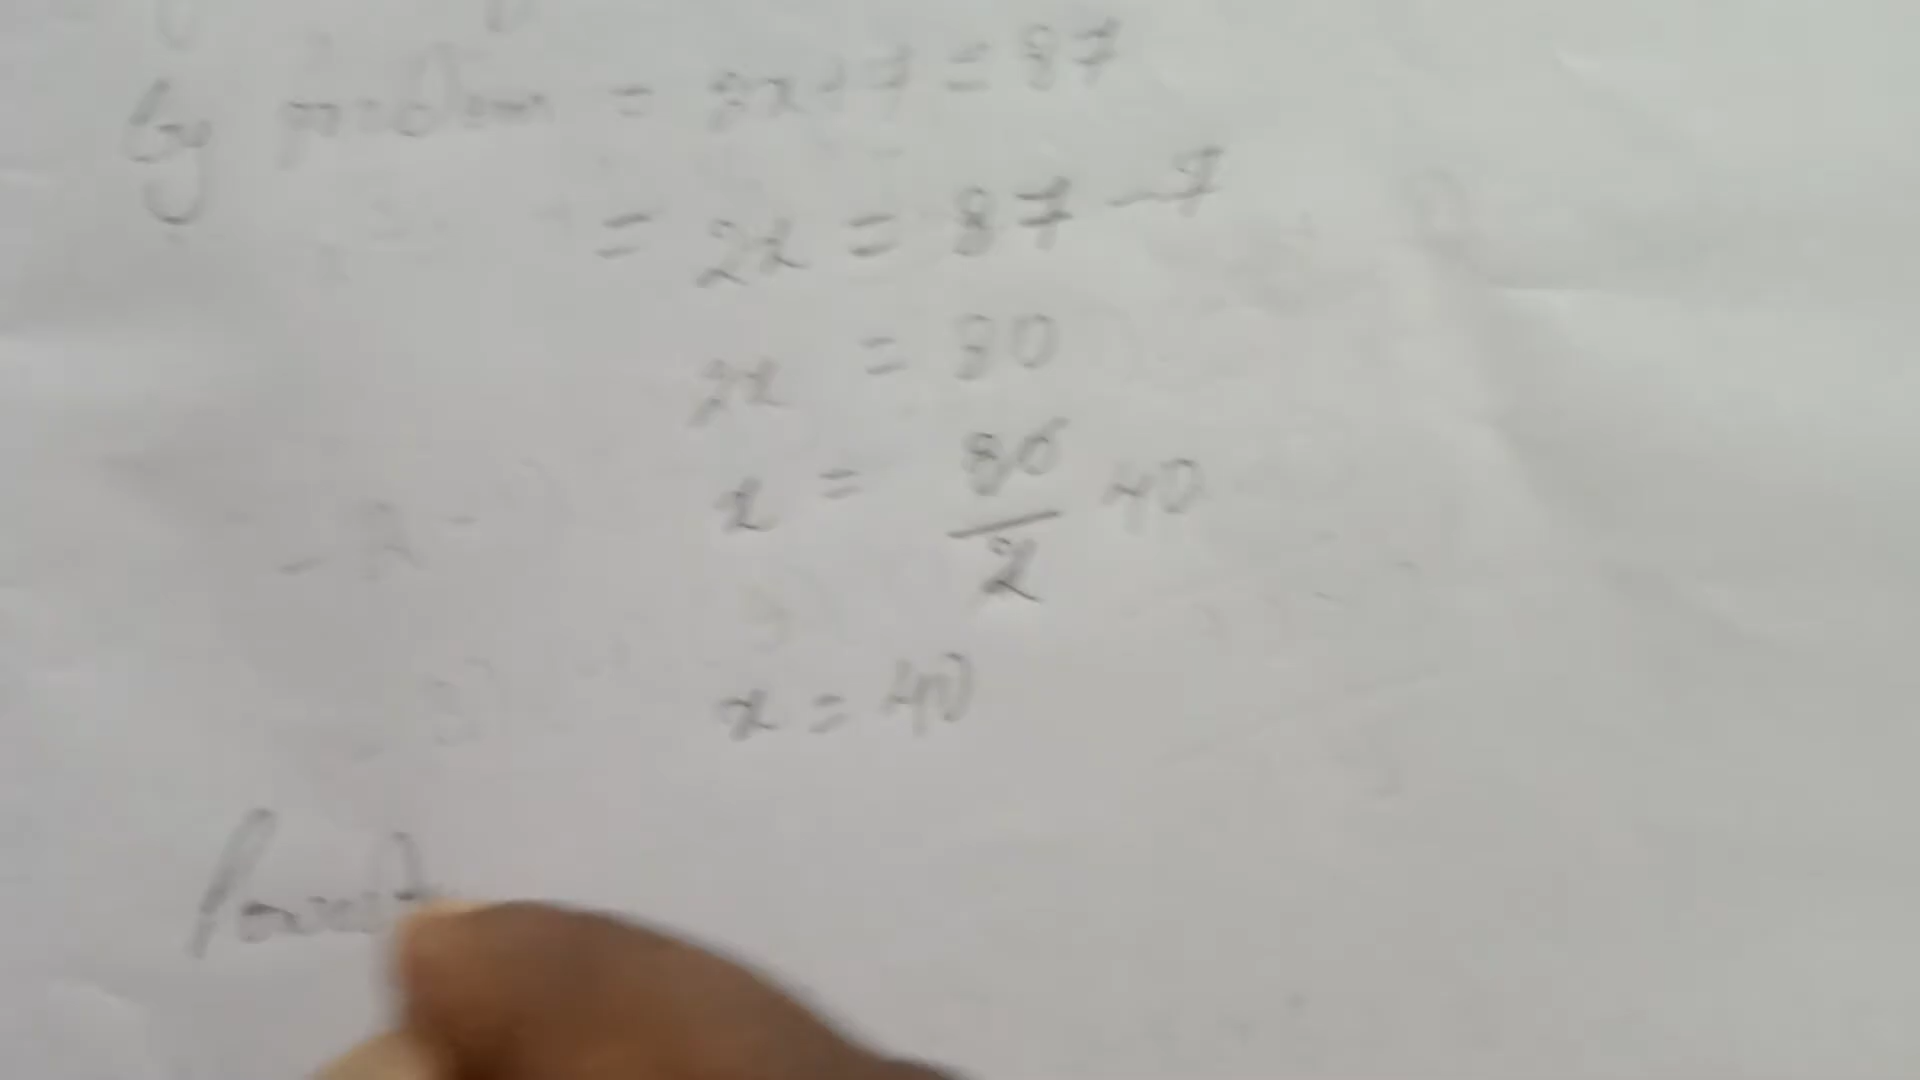 by problem = 2x + 7 = 87
= 2x = 87 - 7
2x = 80
x = 80/2 40
x = 40